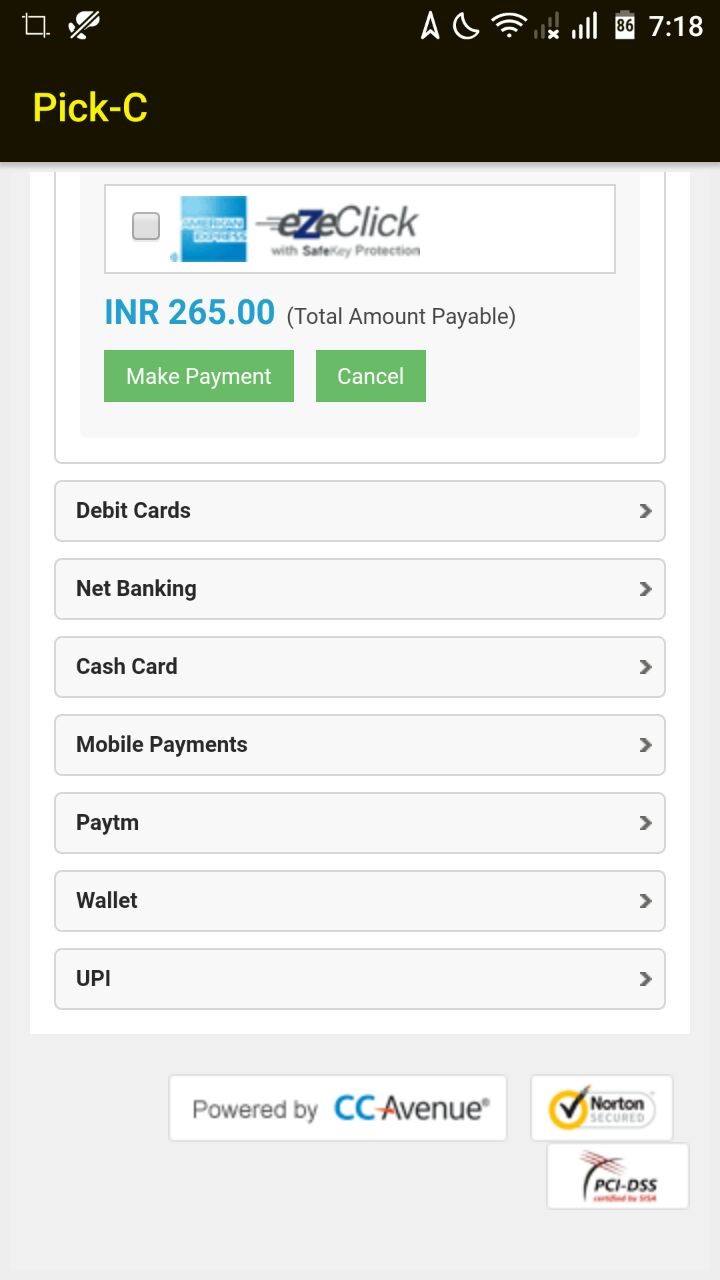 86 7:18
Pick-C
AMERICAN EXPRESS
eZeClick
with SafeKey Protection
INR 265.00 (Total Amount Payable)
Make Payment Cancel
Debit Cards
Net Banking
Cash Card
Mobile Payments
Paytm
Wallet
UPI
Powered by CCAvenue®
Norton
SECURED
PCI-DSS
certified by SISA